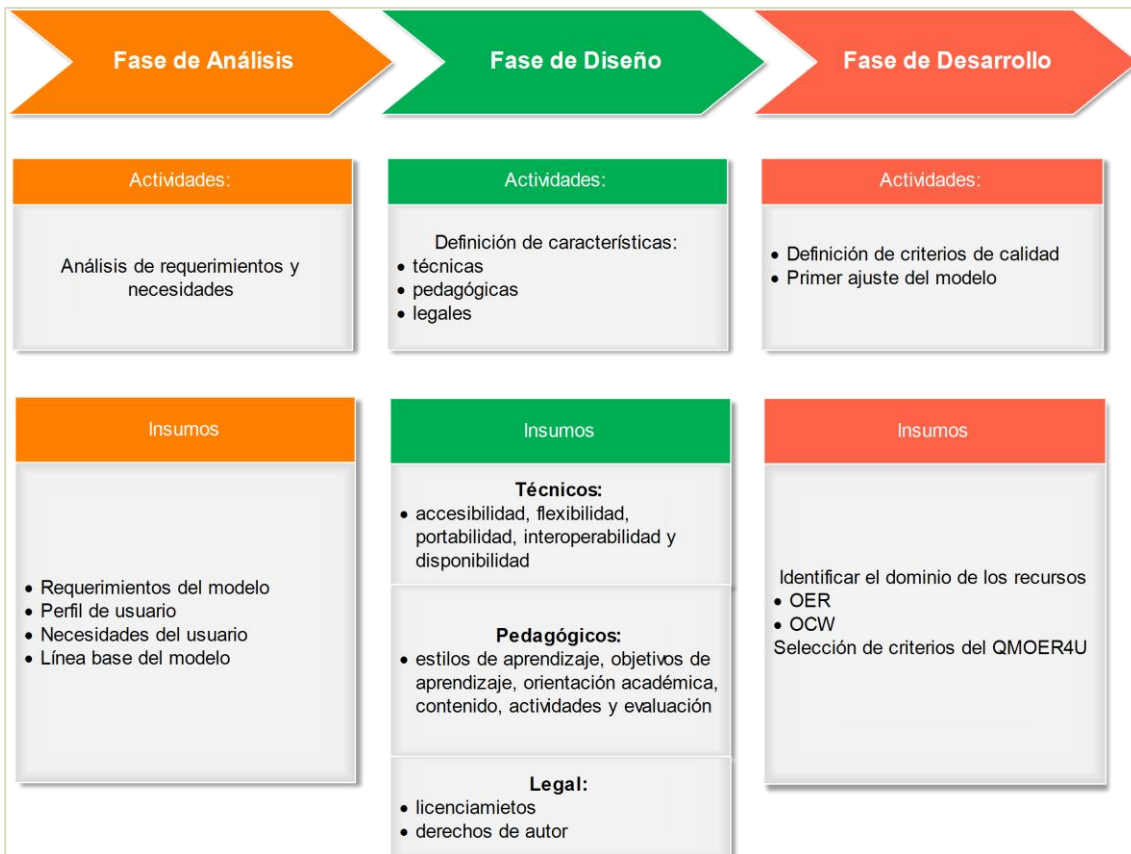 Fase de Análisis
Fase de Diseño
Fase de Desarrollo
Actividades:
Análisis de requerimientos y
necesidades
Actividades:
Definición de características:
• técnicas
• pedagógicas
• legales
Actividades:
• Definición de criterios de calidad
• Primer ajuste del modelo
Insumos
• Requerimientos del modelo
• Perfil de usuario
• Necesidades del usuario
• Línea base del modelo
Insumos
Técnicos:
• accesibilidad, flexibilidad,
portabilidad, interoperabilidad y
disponibilidad
Pedagógicos:
• estilos de aprendizaje, objetivos de
aprendizaje, orientación académica,
contenido, actividades y evaluación
Legal:
• licenciamietos
• derechos de autor
Insumos
Identificar el dominio de los recursos
• OER
• OCW
Selección de criterios del QMOER4U